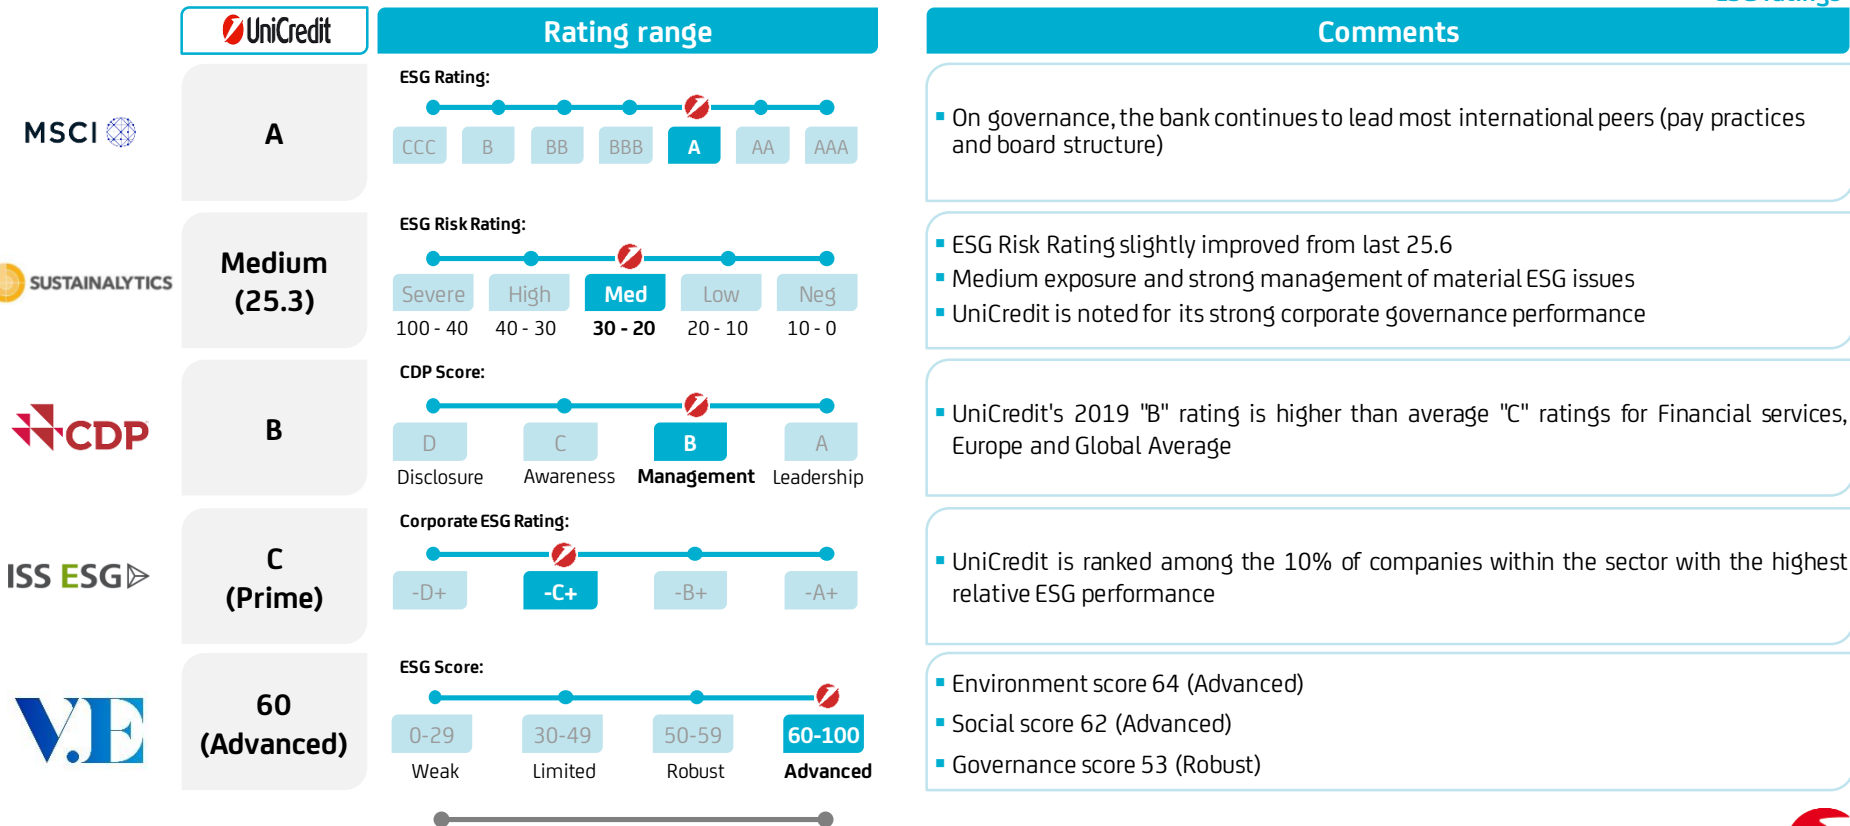 UniCredit
Rating range
Comments
MSCI
A
ESG Rating:
CCC B BB BBB A AA AAA
On governance, the bank continues to lead most international peers (pay practices
and board structure)
SUSTAINALYTICS
Medium
(25.3)
ESG Risk Rating:
Severe High Med Low Neg
100 - 40 40 - 30 30 - 20 20 - 10 10 - 0
ESG Risk Rating slightly improved from last 25.6
Medium exposure and strong management of material ESG issues
UniCredit is noted for its strong corporate governance performance
CDP
B
CDP Score:
D C B A
Disclosure Awareness Management Leadership
UniCredit's 2019 "B" rating is higher than average "C" ratings for Financial services,
Europe and Global Average
ISS ESG
C
(Prime)
Corporate ESG Rating:
-D+ -C+ -B+ -A+
UniCredit is ranked among the 10% of companies within the sector with the highest
relative ESG performance
V.E
60
(Advanced)
ESG Score:
0-29 30-49 50-59 60-100
Weak Limited Robust Advanced
Environment score 64 (Advanced)
Social score 62 (Advanced)
Governance score 53 (Robust)